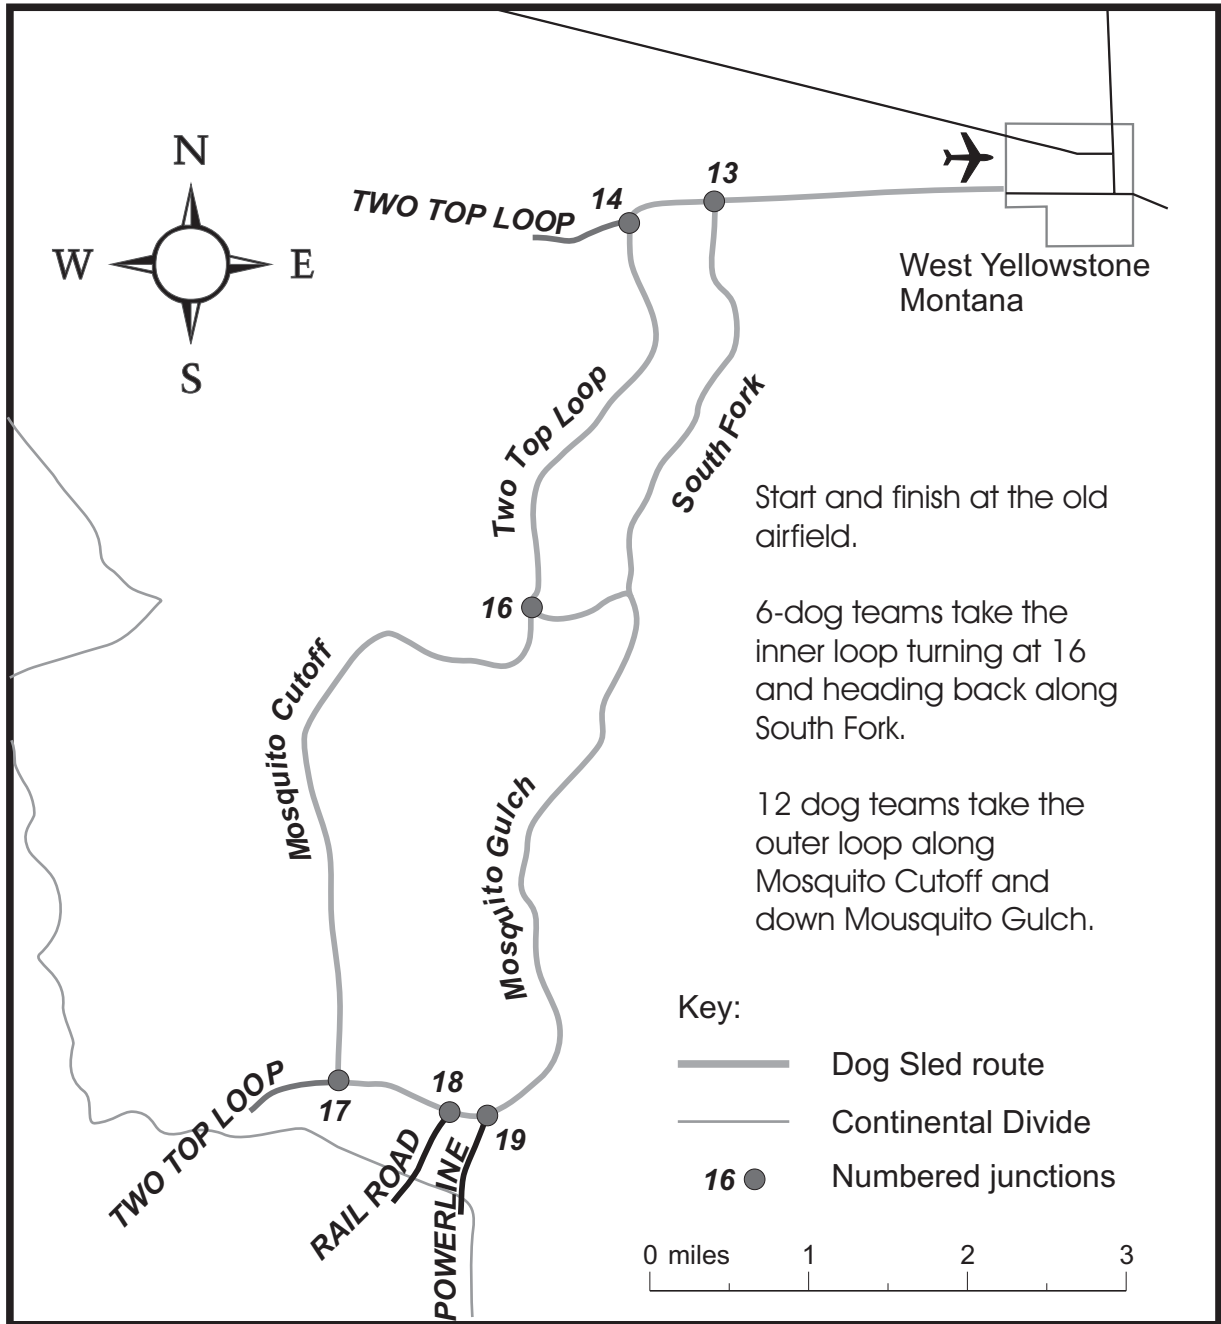 N
W E
S
TWO TOP LOOP
14
13
West Yellowstone
Montana
Two Top Loop
South Fork
Start and finish at the old
airfield.
6-dog teams take the
inner loop turning at 16
and heading back along
South Fork.
12 dog teams take the
outer loop along
Mosquito Cutoff and
down Mousquito Gulch.
16
Mosquito Cutoff
Mosquito Gulch
TWO TOP LOOP
17
18
19
RAIL ROAD
POWERLINE
Key:
Dog Sled route
Continental Divide
16 Numbered junctions
0 miles 1 2 3